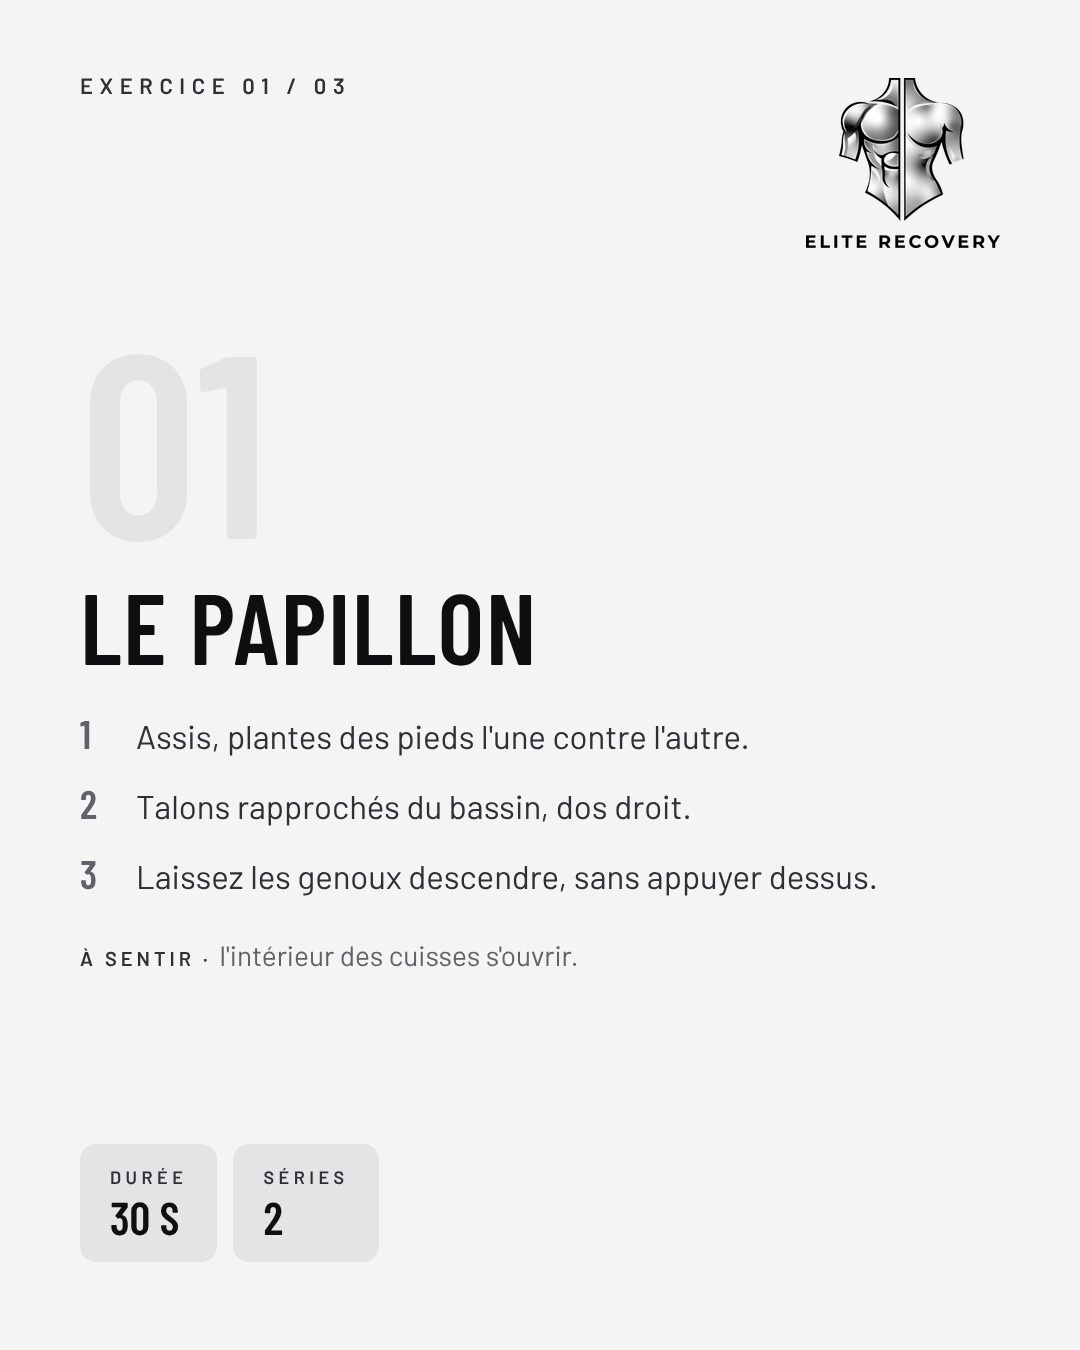 EXERCICE 01 / 03
ELITE RECOVERY
01
LE PAPILLON
1 Assis, plantes des pieds l'une contre l'autre.
2 Talons rapprochés du bassin, dos droit.
3 Laissez les genoux descendre, sans appuyer dessus.
À SENTIR · l'intérieur des cuisses s'ouvrir.
DURÉE
30 S
SÉRIES
2